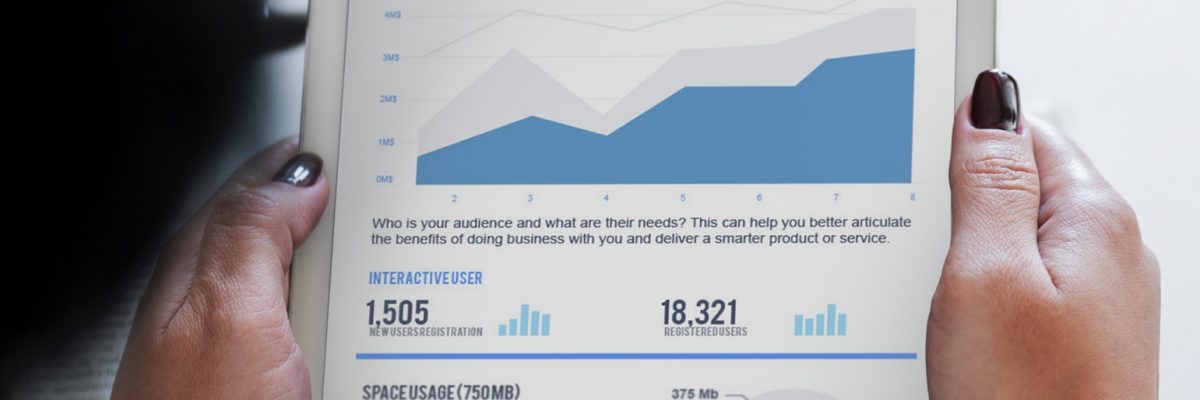 4M$
3M$
2M$
1M$
0M$
2 3 4 5 6 7 8
Who is your audience and what are their needs? This can help you better articulate
the benefits of doing business with you and deliver a smarter product or service.
INTERACTIVE USER
1,505 18,321
NEW USERS REGISTRATION REGISTERED USERS
SPACE USAGE (750 MB) 375 Mb